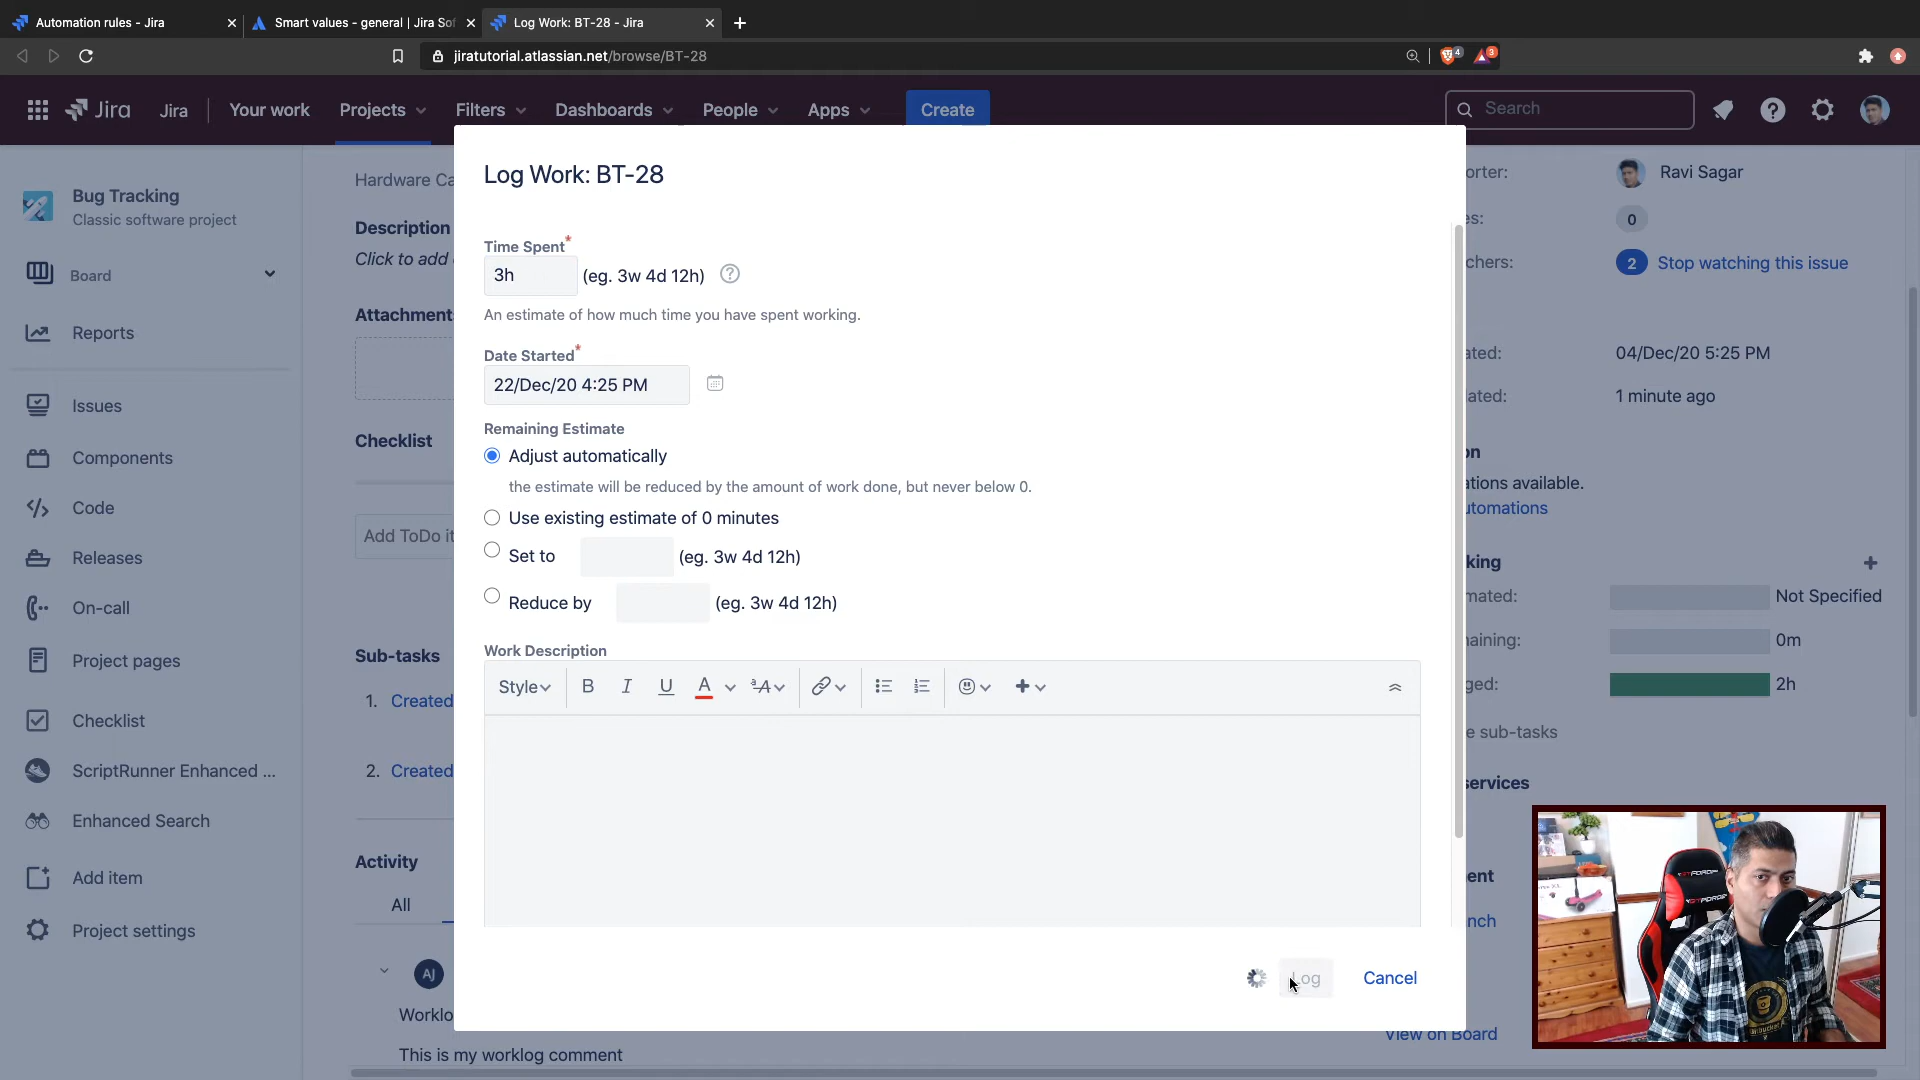 Automation rules - Jira
Smart values - general | Jira Sof
Log Work: BT-28 - Jira
jiratutorial.atlassian.net/browse/BT-28
4
3
Jira
Jira
Your work
Projects
Filters
Dashboards
People
Apps
Create
Search
Bug Tracking
Classic software project
Board
Reports
Issues
Components
Code
Releases
On-call
Project pages
Checklist
ScriptRunner Enhanced ...
Enhanced Search
Add item
Project settings
Hardware Ca
Description
Click to add
Attachment
Checklist
Add ToDo it
Sub-tasks
1. Created
2. Created
Activity
All
AJ
Worklo
This is my worklog comment
Log Work: BT-28
Time Spent*
3h (eg. 3w 4d 12h)
An estimate of how much time you have spent working.
Date Started*
22/Dec/20 4:25 PM
Remaining Estimate
Adjust automatically
the estimate will be reduced by the amount of work done, but never below 0.
Use existing estimate of 0 minutes
Set to (eg. 3w 4d 12h)
Reduce by (eg. 3w 4d 12h)
Work Description
Style
Log
Cancel
orter: Ravi Sagar
es: 0
chers: 2 Stop watching this issue
ated: 04/Dec/20 5:25 PM
ated: 1 minute ago
on
ations available.
utomations
king
mated: Not Specified
aining: 0m
ged: 2h
e sub-tasks
services
ent
nch
View on Board